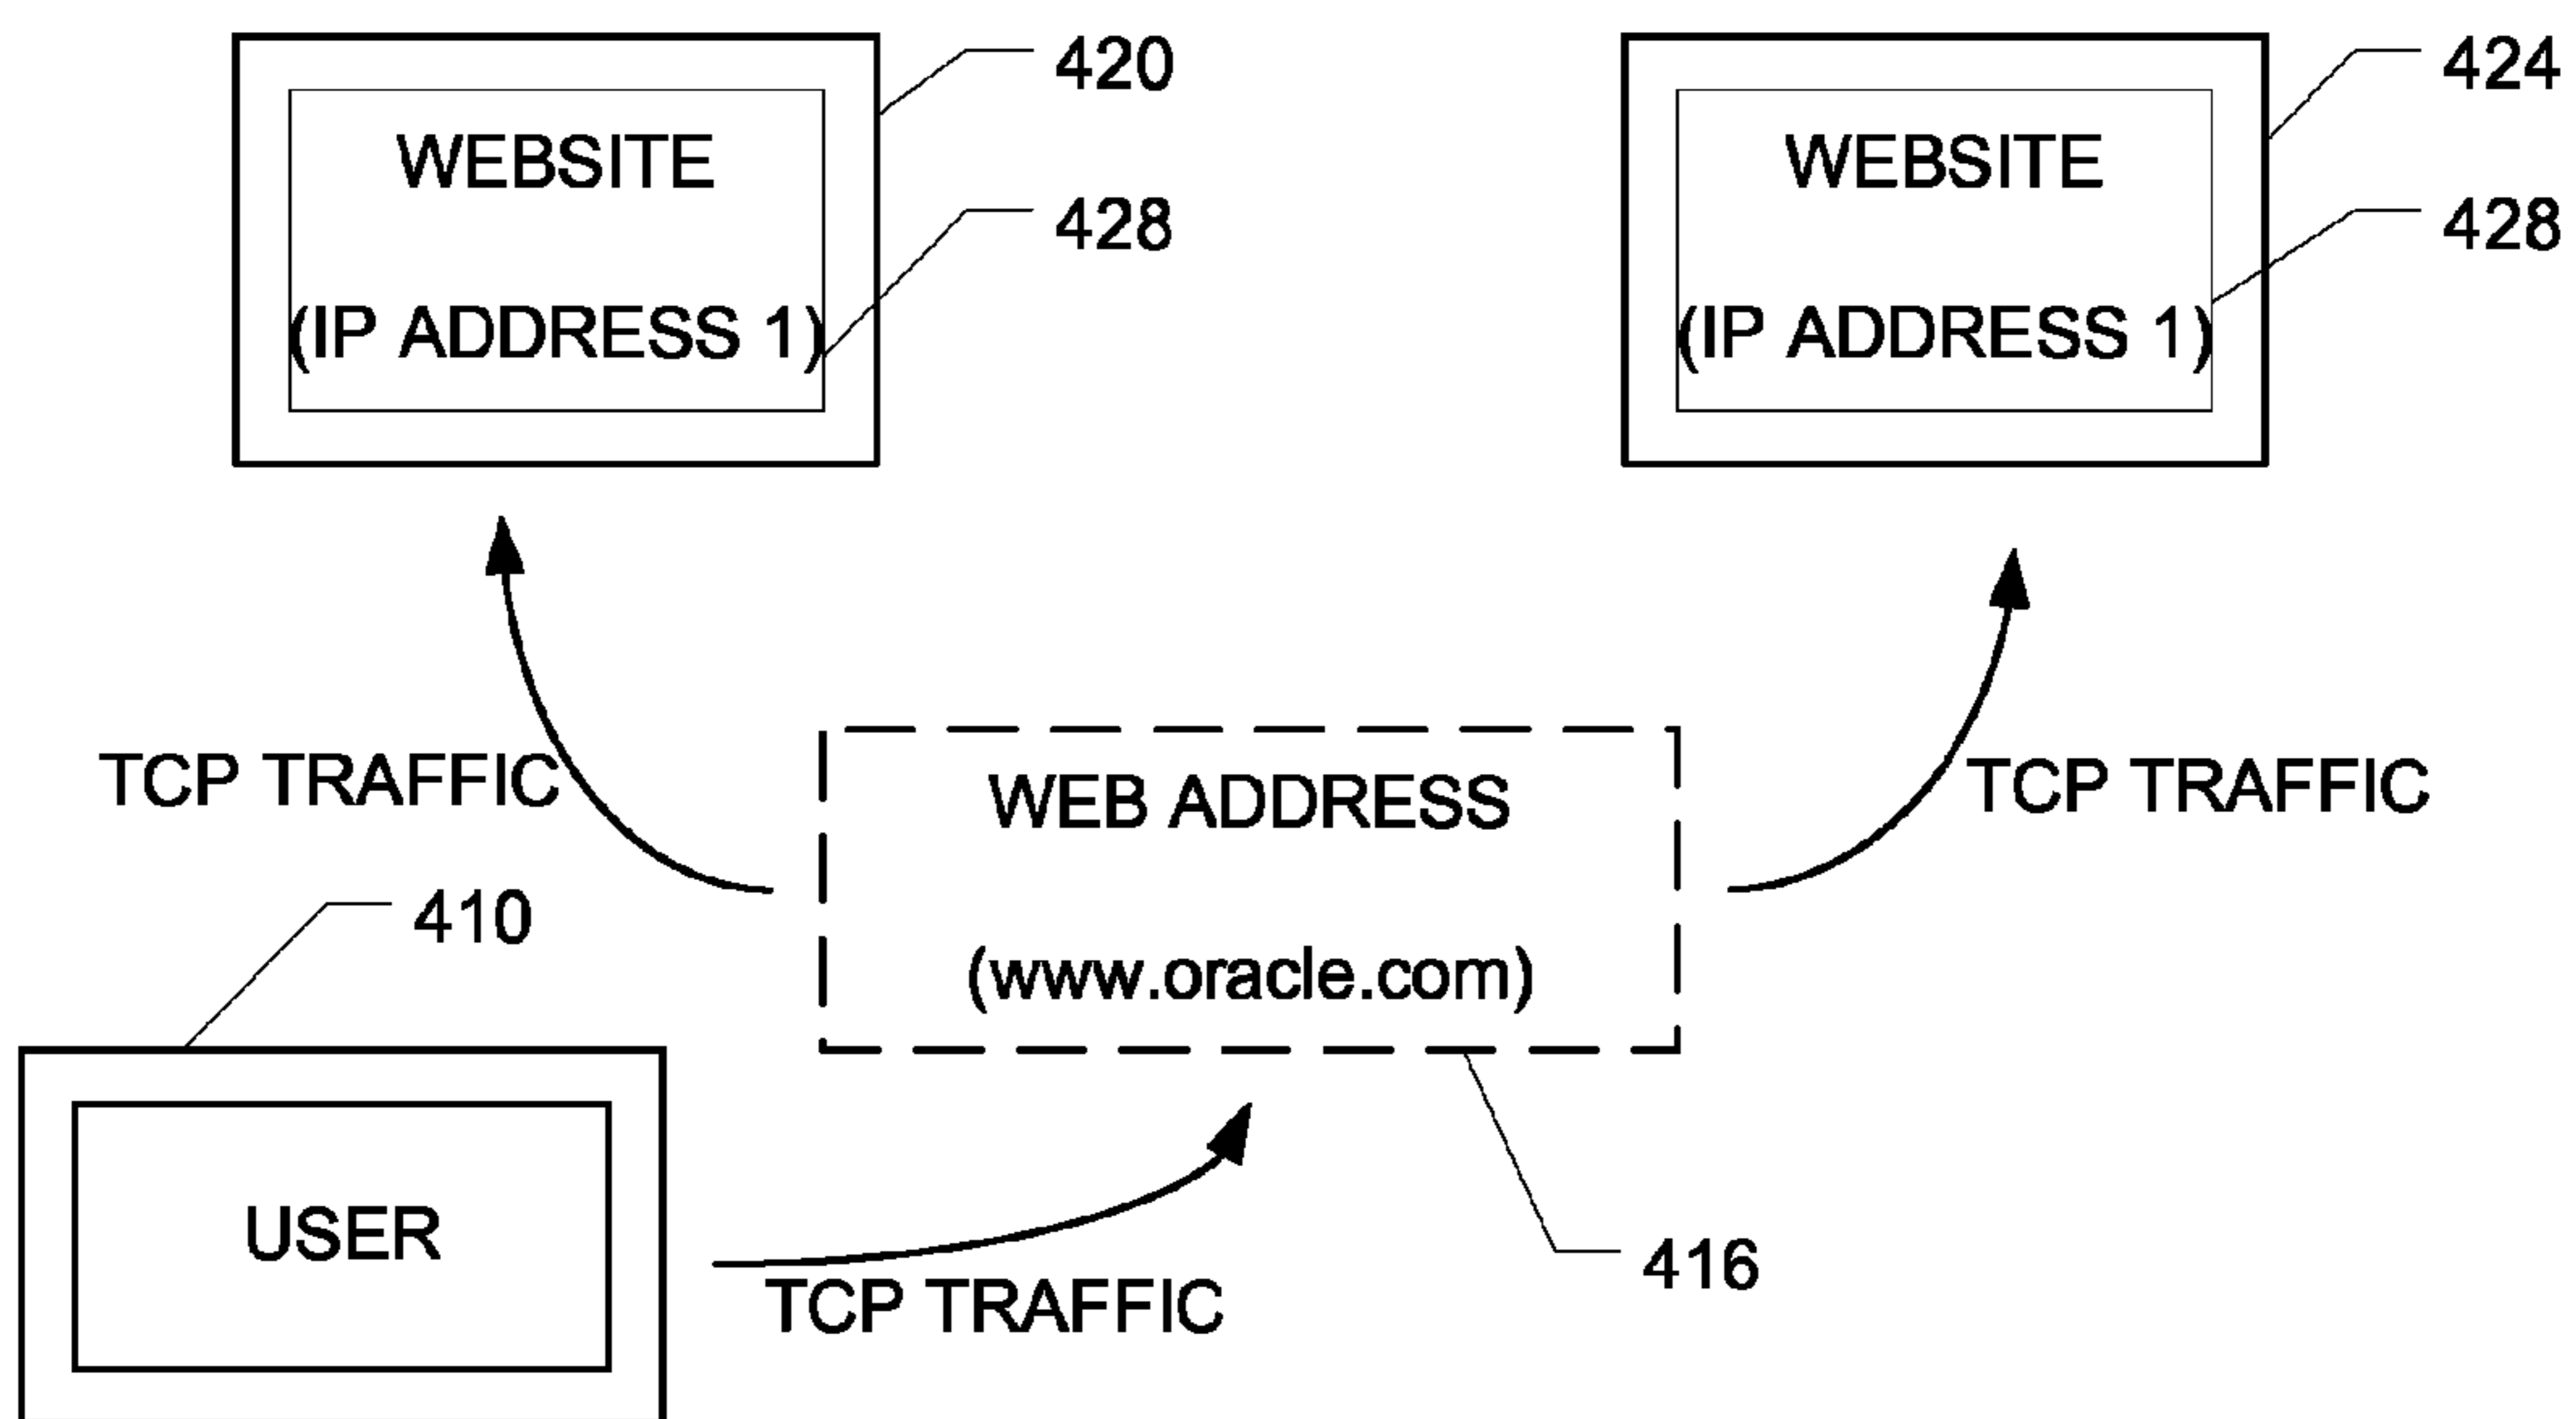 420
424
WEBSITE
WEBSITE
428
428
(IP ADDRESS 1)
(IP ADDRESS 1)
TCP TRAFFIC
WEB ADDRESS
TCP TRAFFIC
410
(www.oracle.com)
USER
416
TCP TRAFFIC